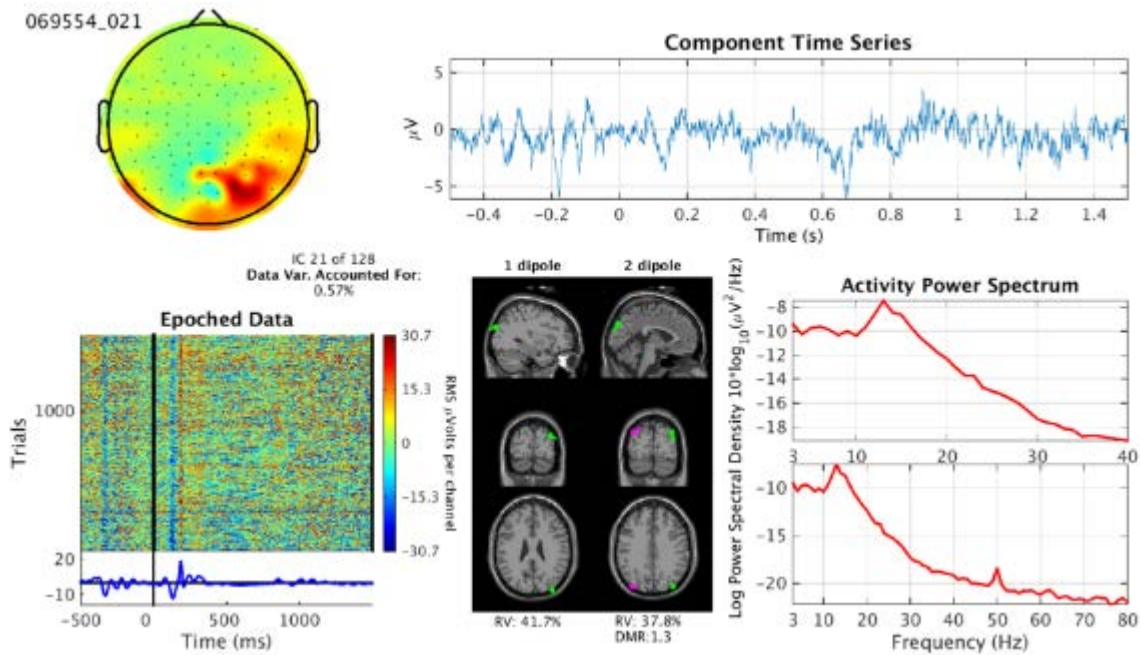 069554_021
Component Time Series
5
0
-5
μV
-0.4 -0.2 0 0.2 0.4 0.6 0.8 1 1.2 1.4
Time (s)
IC 21 of 128
Data Var. Accounted For:
0.57%
Epoched Data
1000
Trials
30.7
15.3
0
-15.3
-30.7
RMS μVolts per channel
20
-10
-500 0 500 1000
Time (ms)
1 dipole 2 dipole
RV: 41.7% RV: 37.8%
DMR:1.3
Activity Power Spectrum
Log Power Spectral Density 10*log10(μV2/Hz)
-8
-10
-12
-14
-16
-18
3 10 20 30 40
-10
-15
-20
3 10 20 30 40 50 60 70 80
Frequency (Hz)